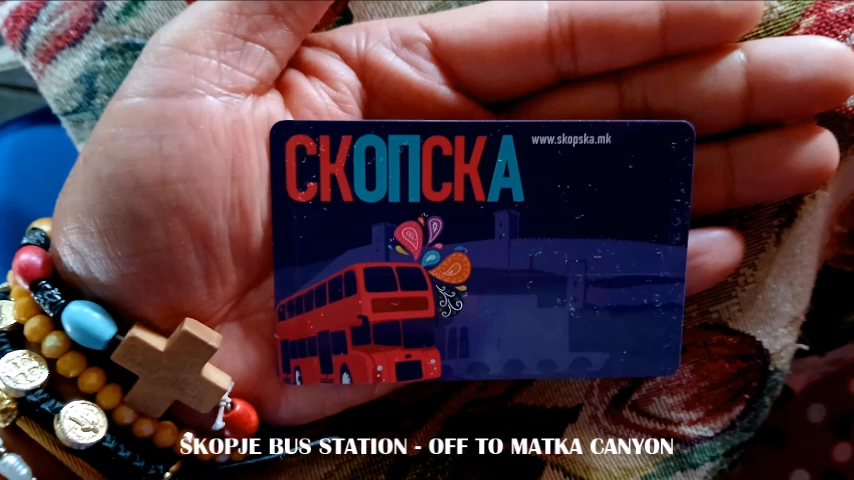 СКОПСКА
www.skopska.mk
SKOPJE BUS STATION - OFF TO MATKA CANYON